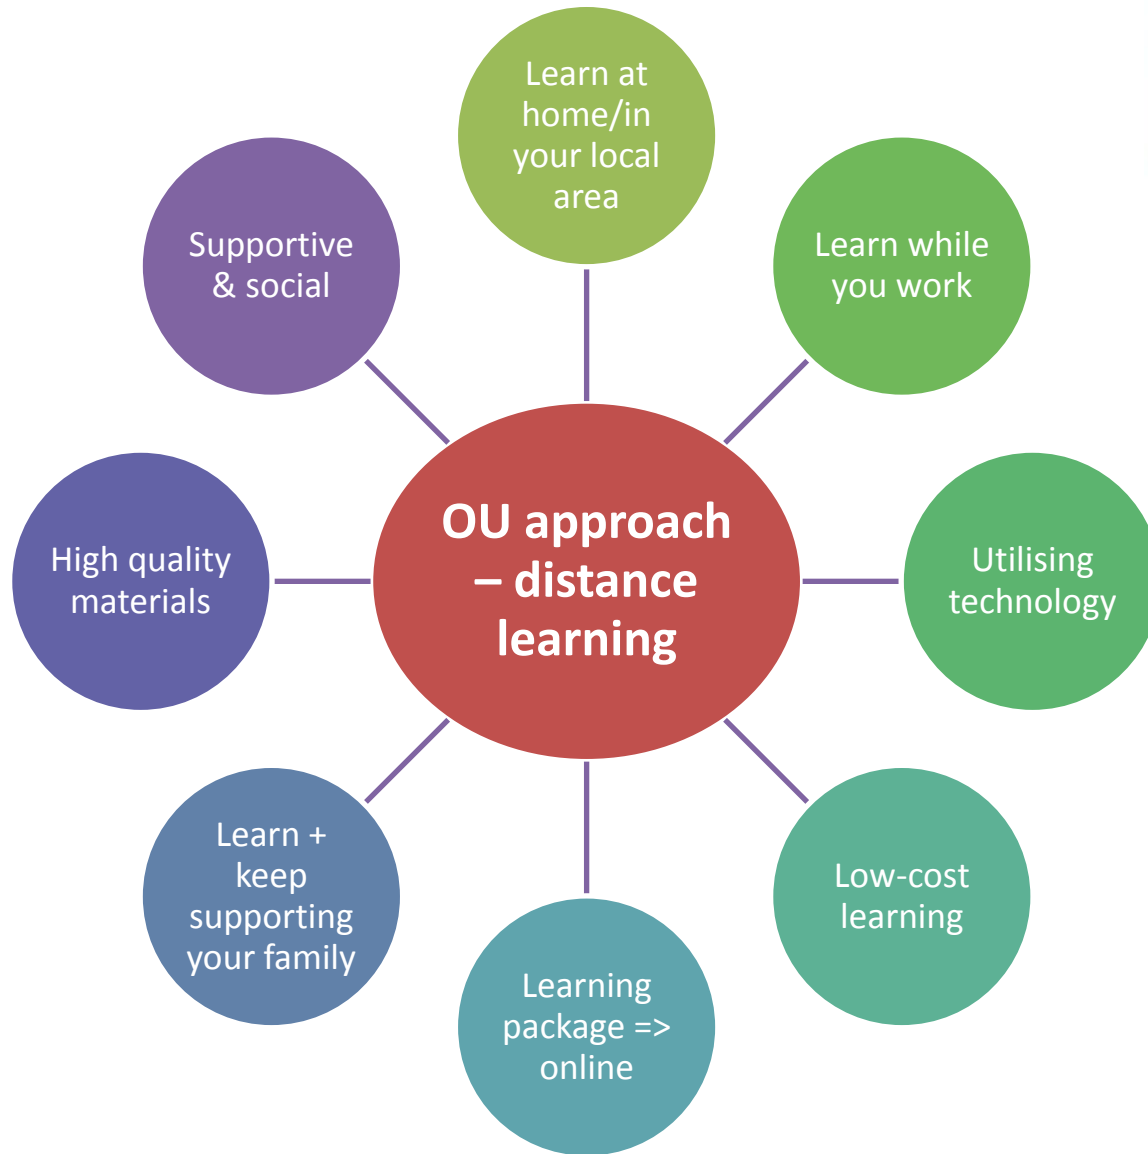 Learn at
home/in
your local
area
Learn while
you work
Utilising
technology
Low-cost
learning
Learning
package =>
online
Learn +
keep
supporting
your family
High quality
materials
Supportive
& social
OU approach
– distance
learning